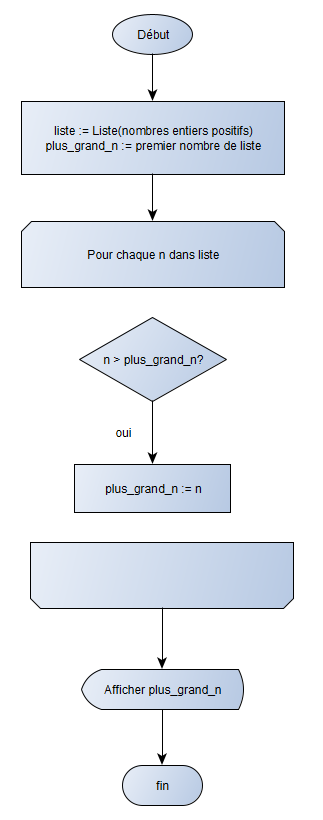 Début
liste := Liste(nombres entiers positifs)
plus_grand_n := premier nombre de liste
Pour chaque n dans liste
n > plus_grand_n?
oui
plus_grand_n := n
Afficher plus_grand_n
fin